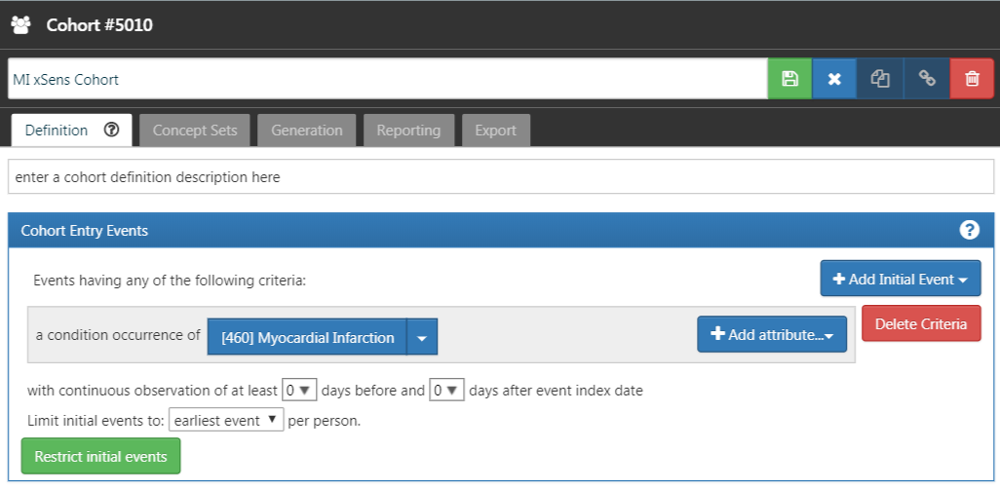 Cohort #5010
MI xSens Cohort
Definition ? Concept Sets Generation Reporting Export
enter a cohort definition description here
Cohort Entry Events ?
Events having any of the following criteria: + Add Initial Event
a condition occurrence of [460] Myocardial Infarction + Add attribute... Delete Criteria
with continuous observation of at least 0 days before and 0 days after event index date
Limit initial events to: earliest event per person.
Restrict initial events